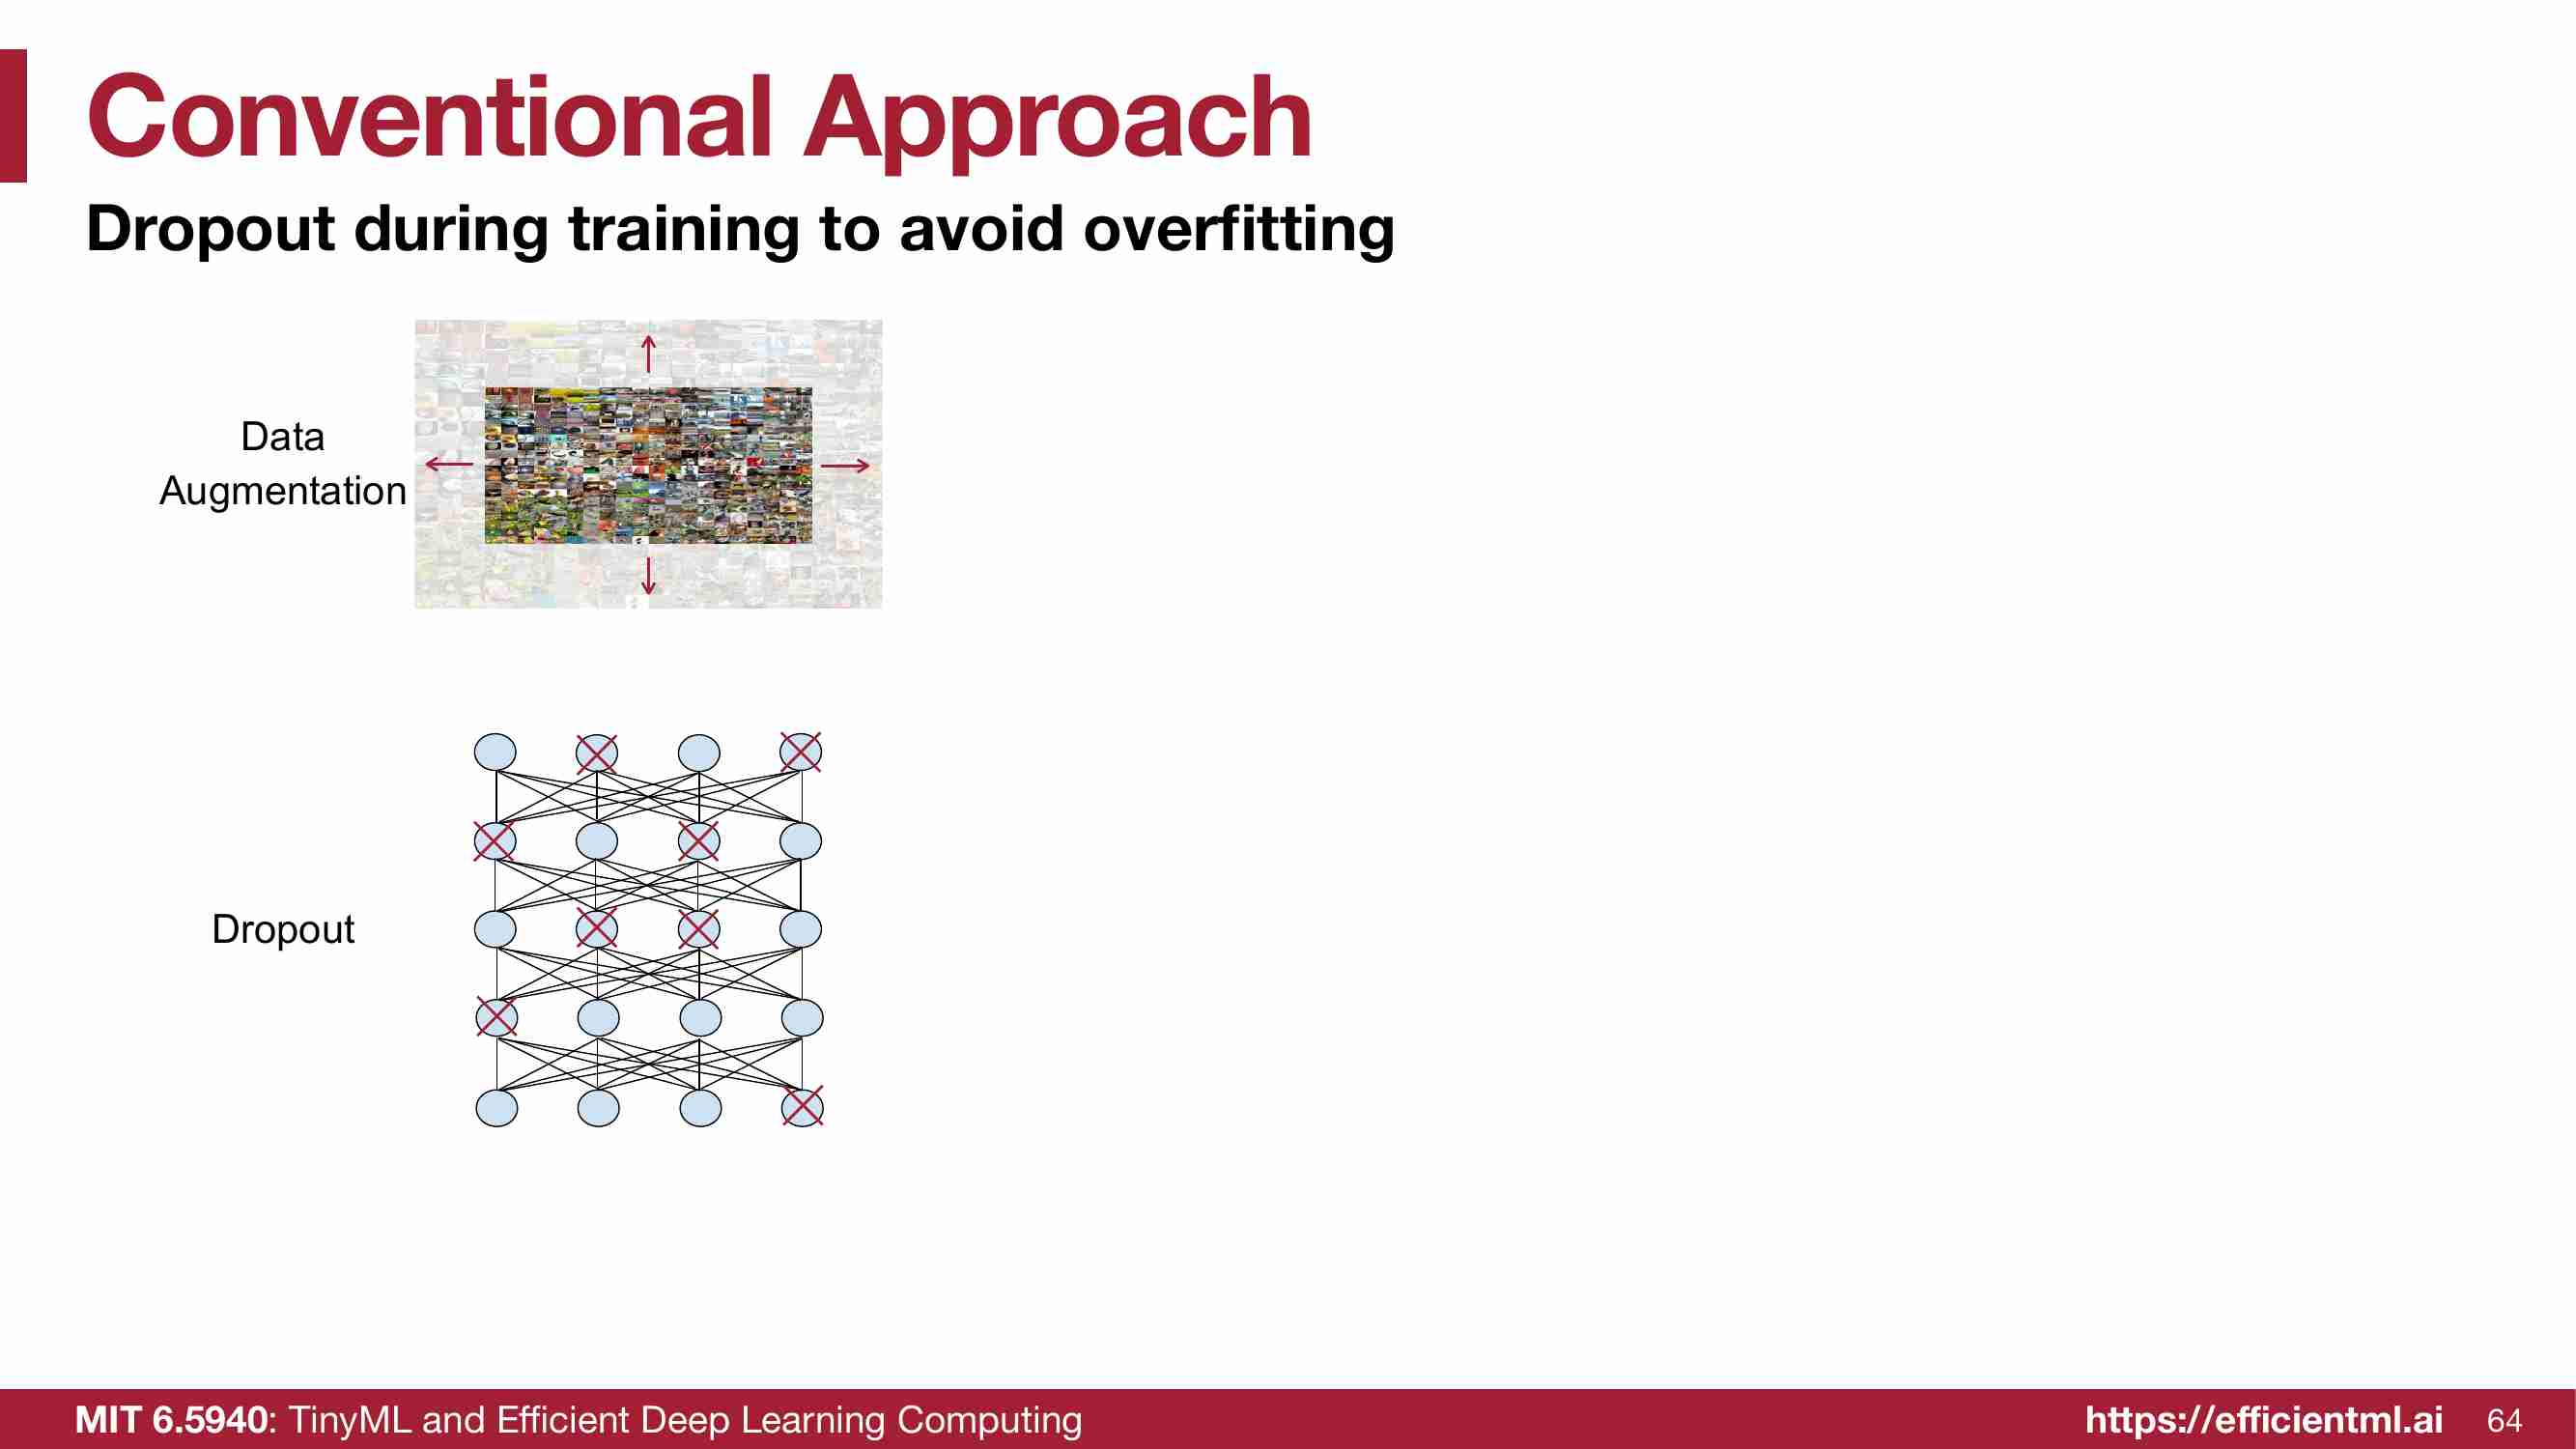 Conventional Approach
Dropout during training to avoid overfitting
Data
Augmentation
Dropout
MIT 6.5940: TinyML and Efficient Deep Learning Computing
https://efficientml.ai
64